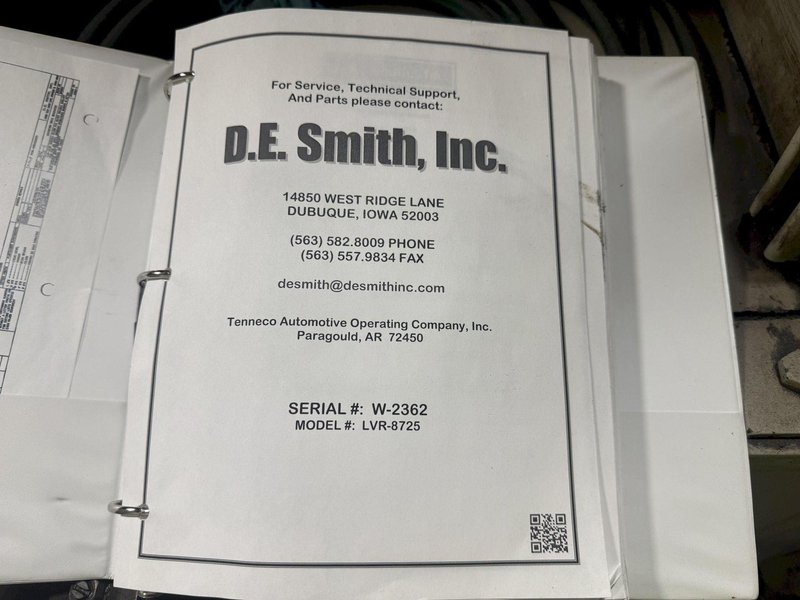 For Service, Technical Support,
And Parts please contact:
D.E. Smith, Inc.
14850 WEST RIDGE LANE
DUBUQUE, IOWA 52003
(563) 582.8009 PHONE
(563) 557.9834 FAX
desmith@desmithinc.com
Tenneco Automotive Operating Company, Inc.
Paragould, AR 72450
SERIAL #: W-2362
MODEL #: LVR-8725